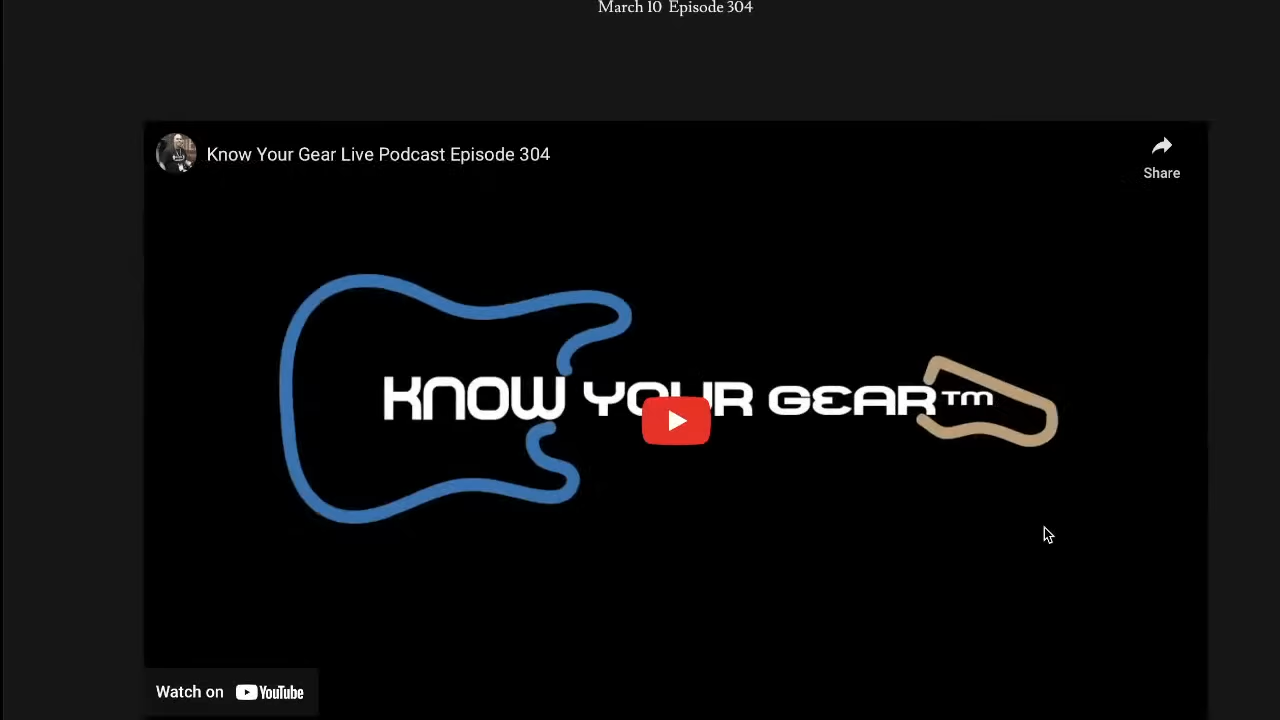 March 10 Episode 304
Know Your Gear Live Podcast Episode 304
Share
KNOW YOUR GEAR™
Watch on YouTube